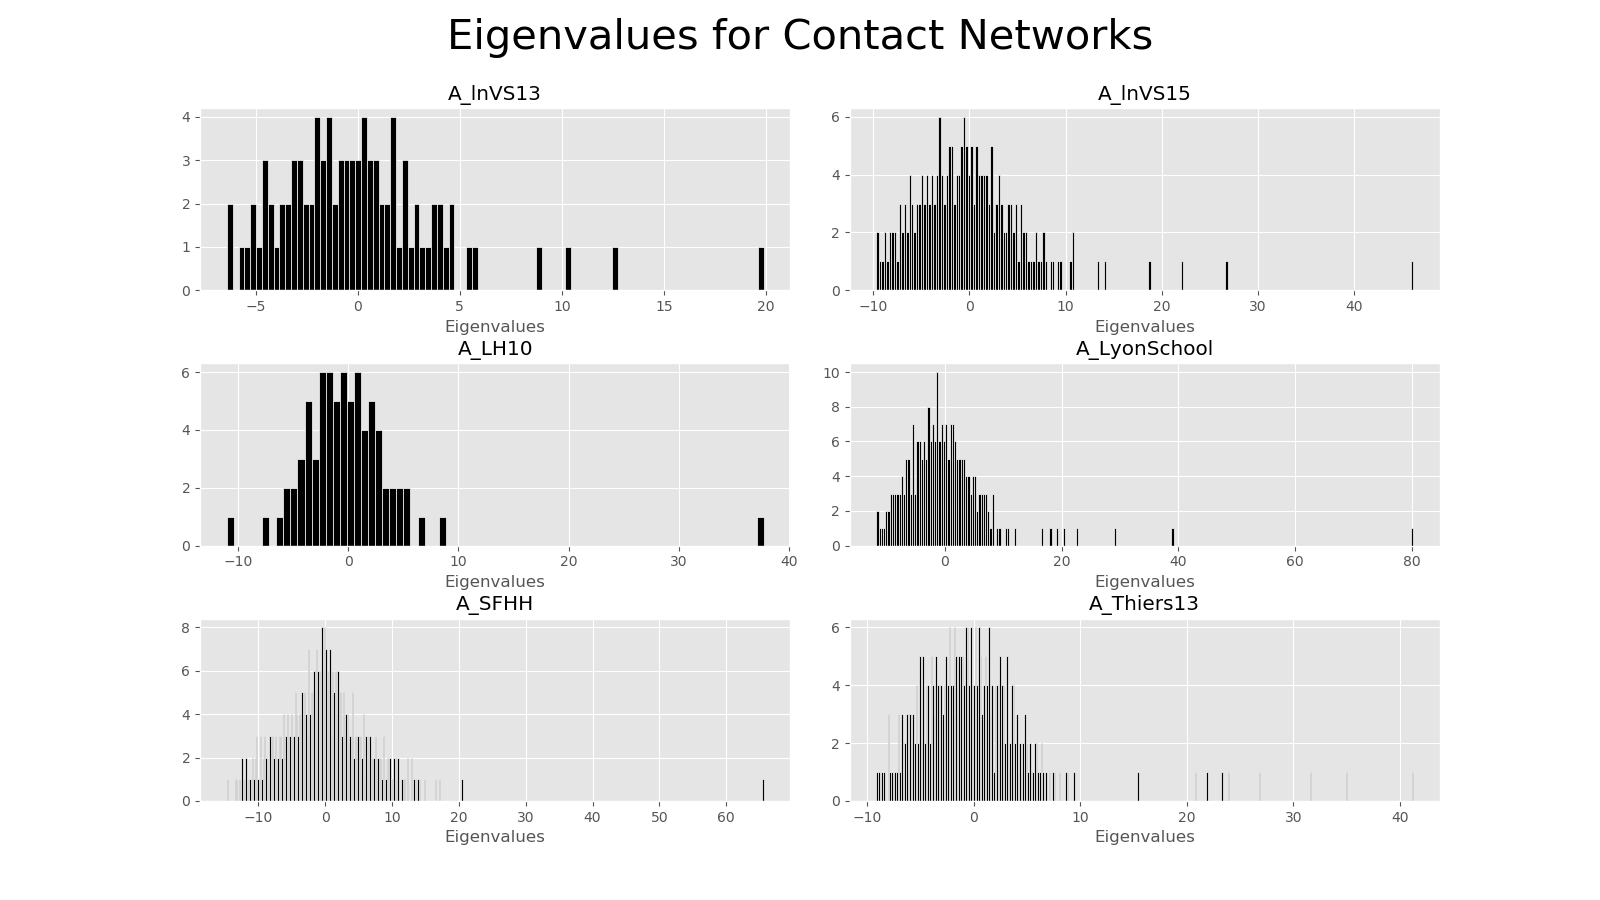 Eigenvalues for Contact Networks
A_lnVS13
4
3
2
1
0
−5 0 5 10 15 20
Eigenvalues
A_lnVS15
6
4
2
0
−10 0 10 20 30 40
Eigenvalues
A_LH10
6
4
2
0
−10 0 10 20 30 40
Eigenvalues
A_LyonSchool
10
8
6
4
2
0
0 20 40 60 80
Eigenvalues
A_SFHH
8
6
4
2
0
−10 0 10 20 30 40 50 60
Eigenvalues
A_Thiers13
6
4
2
0
−10 0 10 20 30 40
Eigenvalues